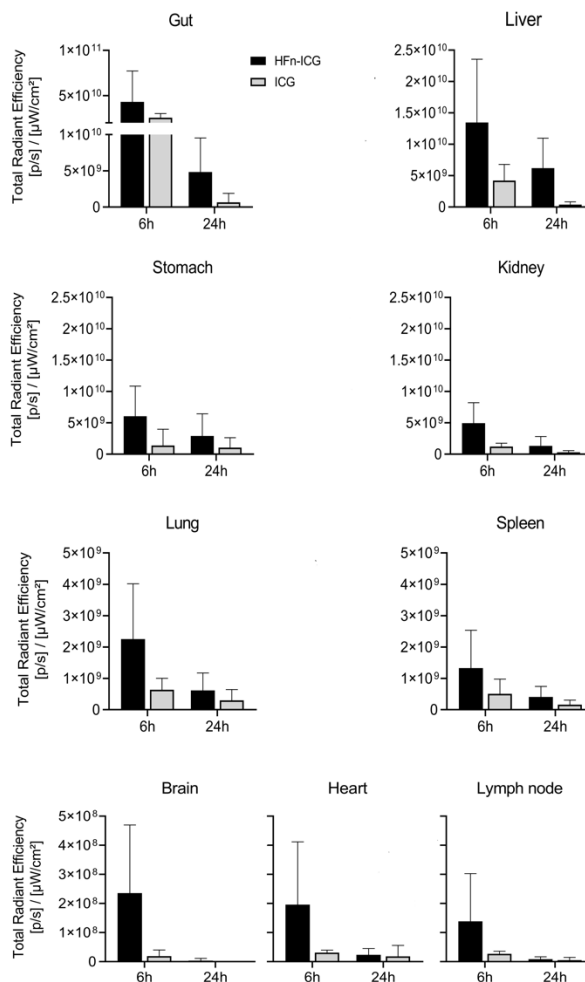 Gut
Total Radiant Efficiency
[p/s] / [µW/cm²]
1×10¹¹
5×10¹⁰
1×10¹⁰
5×10⁹
0
6h 24h
HFn-ICG
ICG
Liver
2.5×10¹⁰
2×10¹⁰
1.5×10¹⁰
1×10¹⁰
5×10⁹
0
6h 24h
Stomach
Total Radiant Efficiency
[p/s] / [µW/cm²]
2.5×10¹⁰
2×10¹⁰
1.5×10¹⁰
1×10¹⁰
5×10⁹
0
6h 24h
Kidney
2.5×10¹⁰
2×10¹⁰
1.5×10¹⁰
1×10¹⁰
5×10⁹
0
6h 24h
Lung
Total Radiant Efficiency
[p/s] / [µW/cm²]
5×10⁹
4×10⁹
3×10⁹
2×10⁹
1×10⁹
0
6h 24h
Spleen
5×10⁹
4×10⁹
3×10⁹
2×10⁹
1×10⁹
0
6h 24h
Brain
Total Radiant Efficiency
[p/s] / [µW/cm²]
5×10⁸
4×10⁸
3×10⁸
2×10⁸
1×10⁸
0
6h 24h
Heart
6h 24h
Lymph node
6h 24h